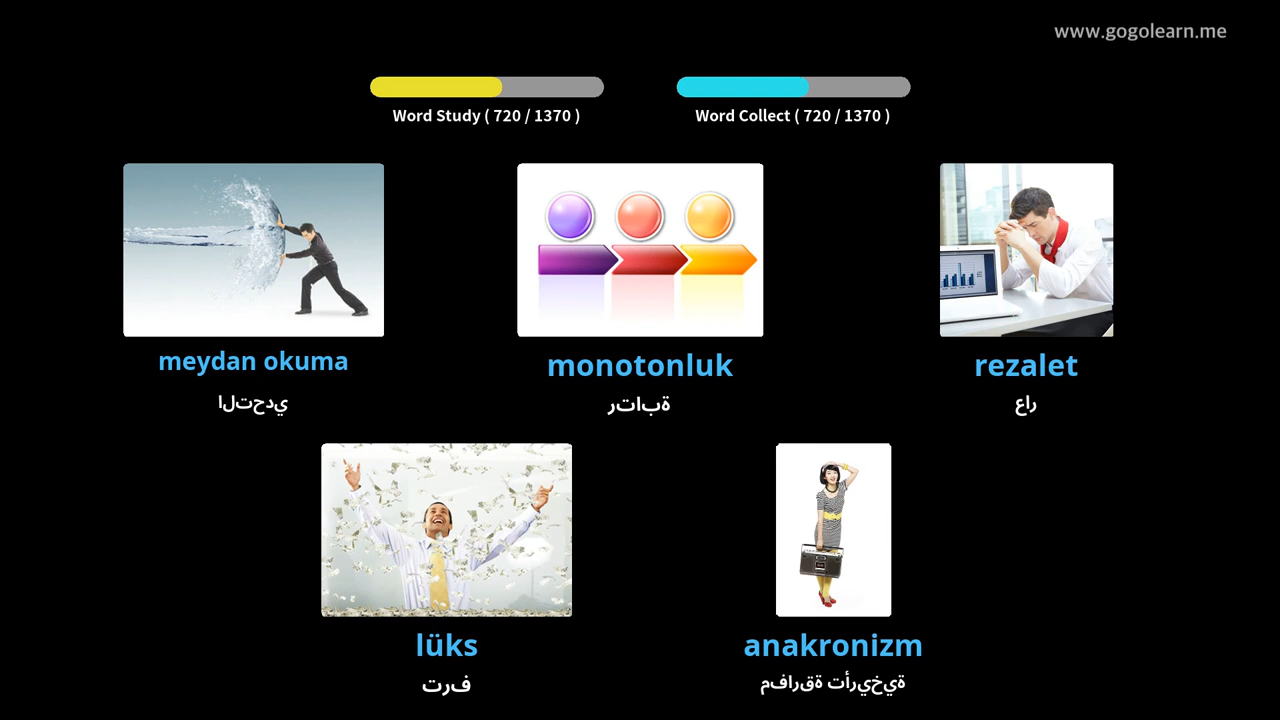 www.gogolearn.me
Word Study ( 720 / 1370 )
Word Collect ( 720 / 1370 )
meydan okuma
monotonluk
rezalet
التحدي
رتابة
عار
lüks
anakronizm
ترف
مفارقة تأريخية